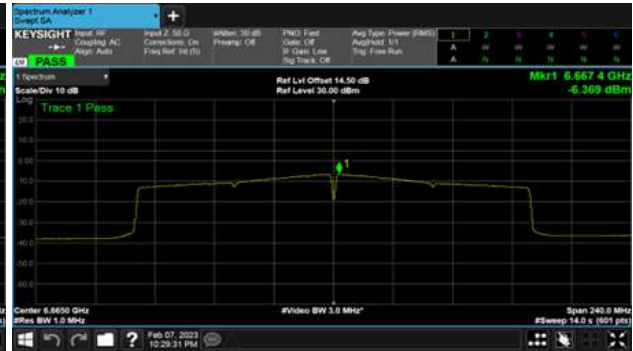 Spectrum Analyzer 1
Swept SA
+
KEYSIGHT Input: RF Input Z: 50 Ω #Atten: 30 dB PNO: Fast Avg Type: Power (RMS) 1 2 3 4 5 6
Coupling: AC Corrections: On Preamp: Off Gate: Off Avg|Hold: 1/1 A W W W W W
Align: Auto Freq Ref: Int (S) IF Gain: Low Trig: Free Run
Sig Track: Off A N N N N N
LXI PASS
1 Spectrum Ref Lvl Offset 14.50 dB Mkr1 6.667 4 GHz
Scale/Div 10 dB Ref Level 30.00 dBm -6.369 dBm
Log
Trace 1 Pass
20.0
10.0
0.00
-10.0
-20.0
-30.0
-40.0
-50.0
-60.0
1
Center 6.6650 GHz #Video BW 3.0 MHz* Span 240.0 MHz
#Res BW 1.0 MHz #Sweep 14.0 s (601 pts)
? Feb 07, 2023
10:29:31 PM